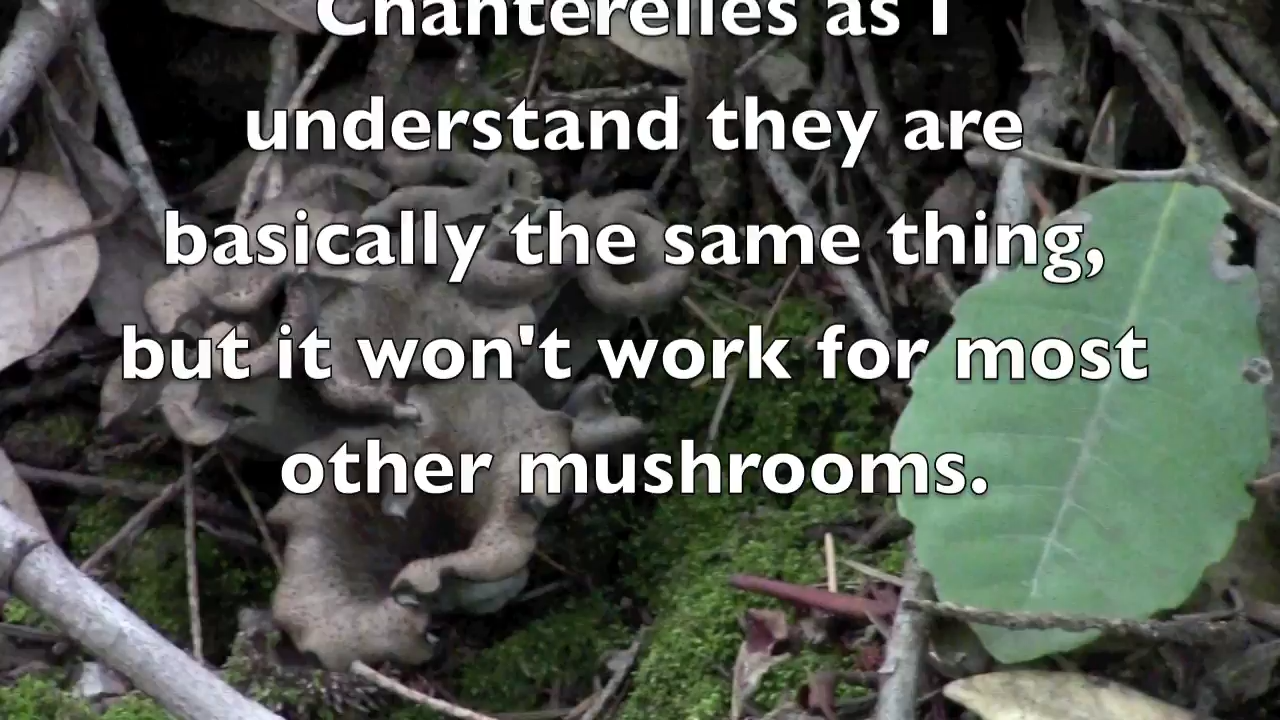 Chanterelles as I
understand they are
basically the same thing,
but it won't work for most
other mushrooms.